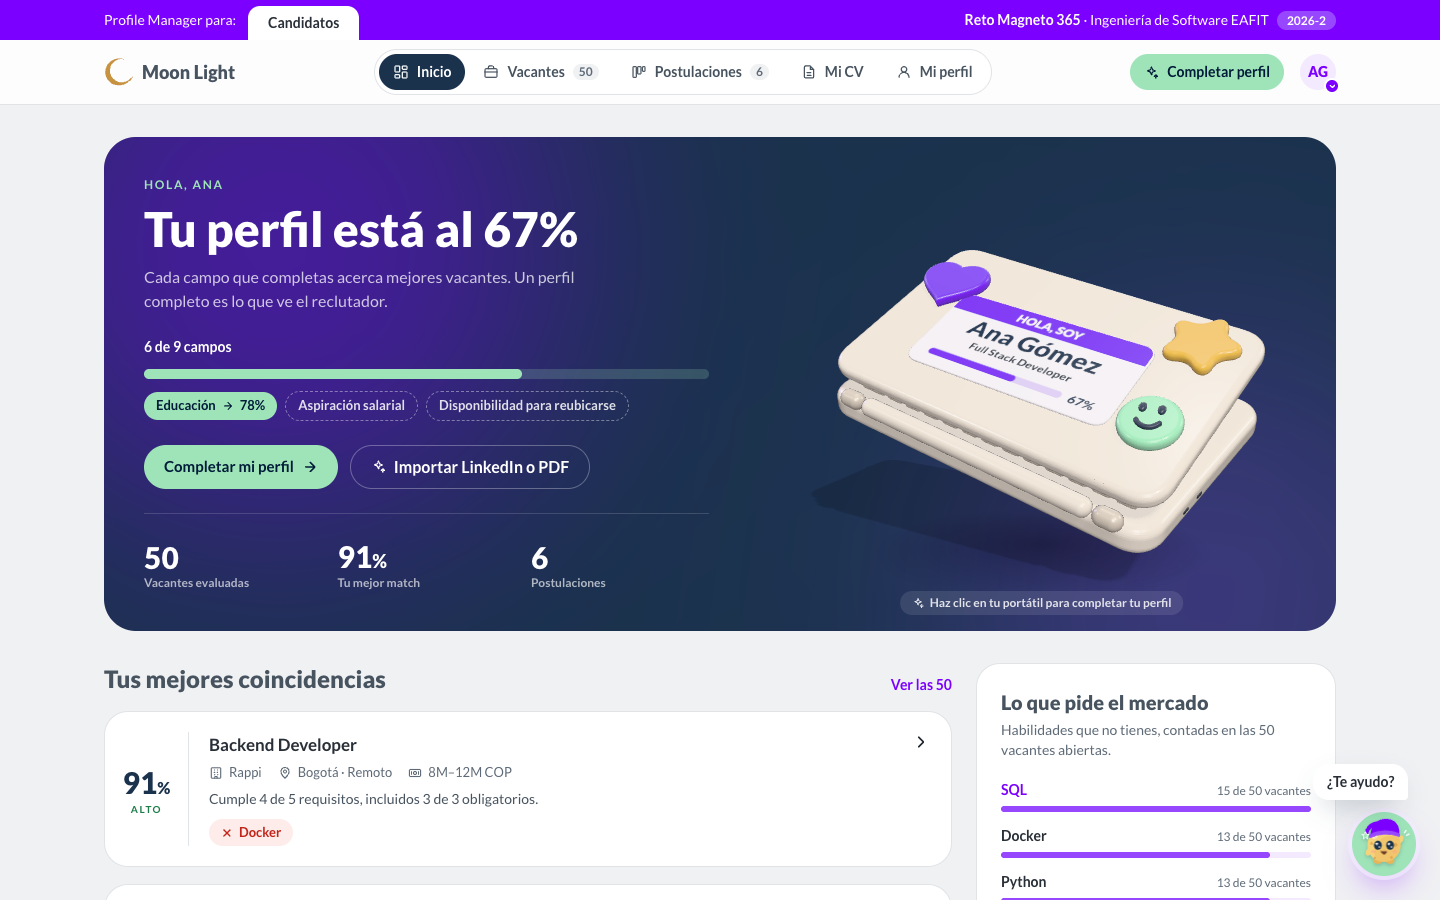 Profile Manager para:
Candidatos
Reto Magneto 365 · Ingeniería de Software EAFIT
2026-2
Moon Light
Inicio
Vacantes 50
Postulaciones 6
Mi CV
Mi perfil
Completar perfil
AG
HOLA, ANA
Tu perfil está al 67%
Cada campo que completas acerca mejores vacantes. Un perfil
completo es lo que ve el reclutador.
6 de 9 campos
Educación → 78%
Aspiración salarial
Disponibilidad para reubicarse
Completar mi perfil →
Importar LinkedIn o PDF
50
Vacantes evaluadas
91%
Tu mejor match
6
Postulaciones
HOLA, SOY
Ana Gómez
Full Stack Developer
67%
Haz clic en tu portátil para completar tu perfil
Tus mejores coincidencias
Ver las 50
91%
ALTO
Backend Developer
Rappi
Bogotá · Remoto
8M–12M COP
Cumple 4 de 5 requisitos, incluidos 3 de 3 obligatorios.
Docker
Lo que pide el mercado
Habilidades que no tienes, contadas en las 50
vacantes abiertas.
SQL
15 de 50 vacantes
Docker
13 de 50 vacantes
Python
13 de 50 vacantes
¿Te ayudo?